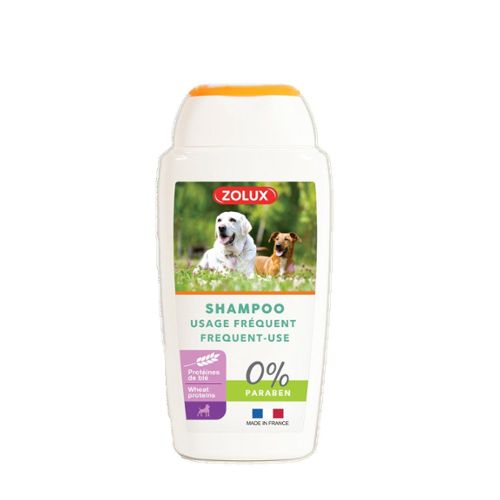 ZOLUX
SHAMPOO
USAGE FRÉQUENT
FREQUENT-USE
Protéines
de blé
Wheat
proteins
0%
PARABEN
MADE IN FRANCE